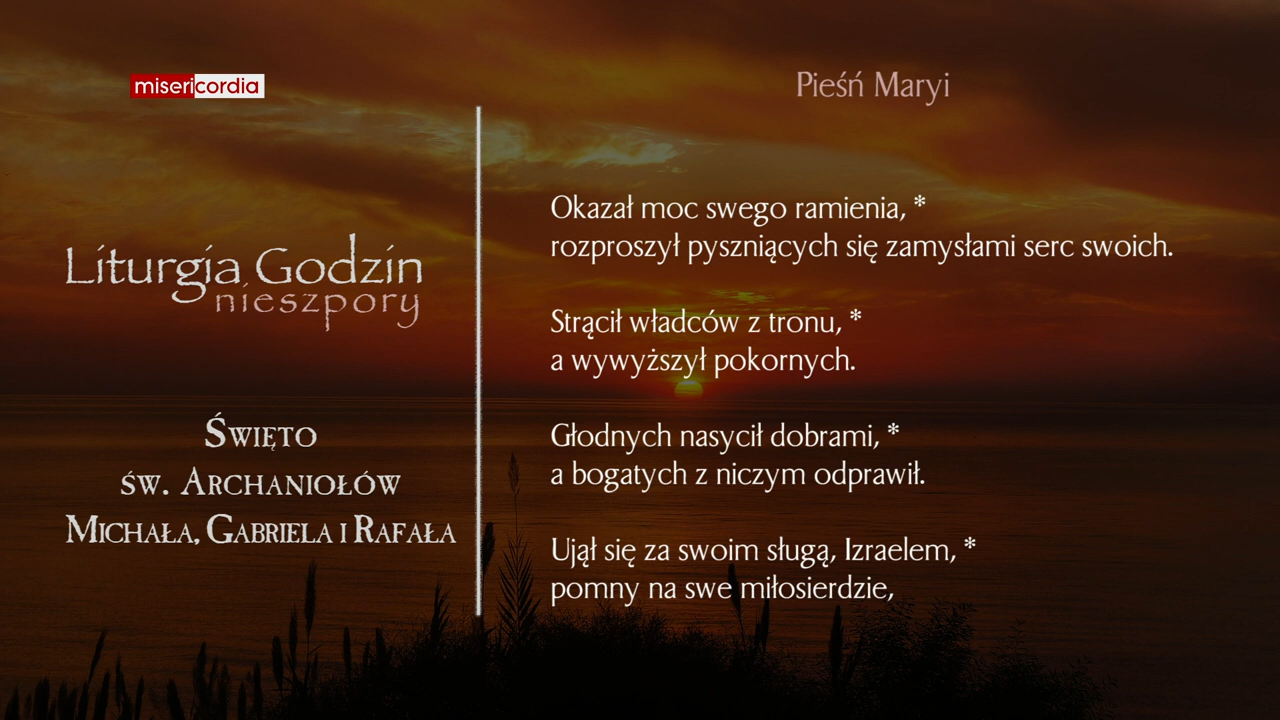 misericordia
Liturgia Godzin
nieszpory
Święto
św. Archaniołów
Michała, Gabriela i Rafała
Pieśń Maryi
Okazał moc swego ramienia, *
rozproszył pyszniących się zamysłami serc swoich.
Strącił władców z tronu, *
a wywyższył pokornych.
Głodnych nasycił dobrami, *
a bogatych z niczym odprawił.
Ujął się za swoim sługą, Izraelem, *
pomny na swe miłosierdzie,